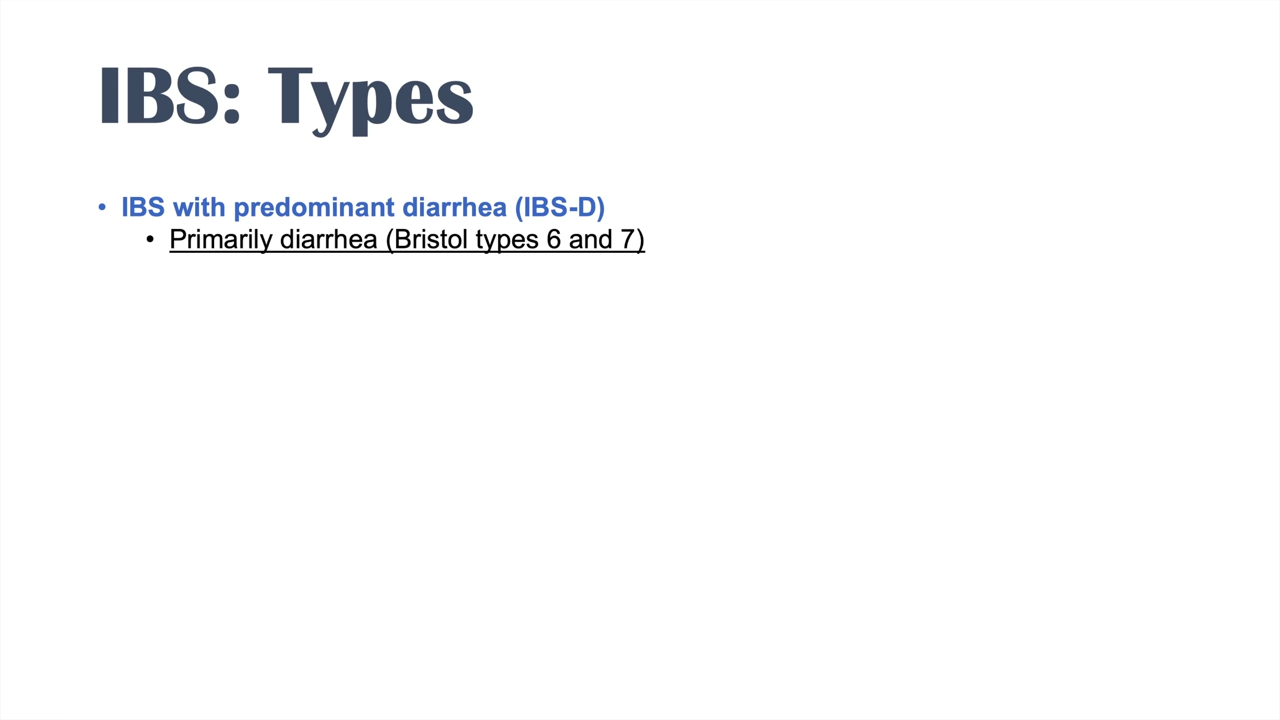 IBS: Types
• IBS with predominant diarrhea (IBS-D)
• Primarily diarrhea (Bristol types 6 and 7)